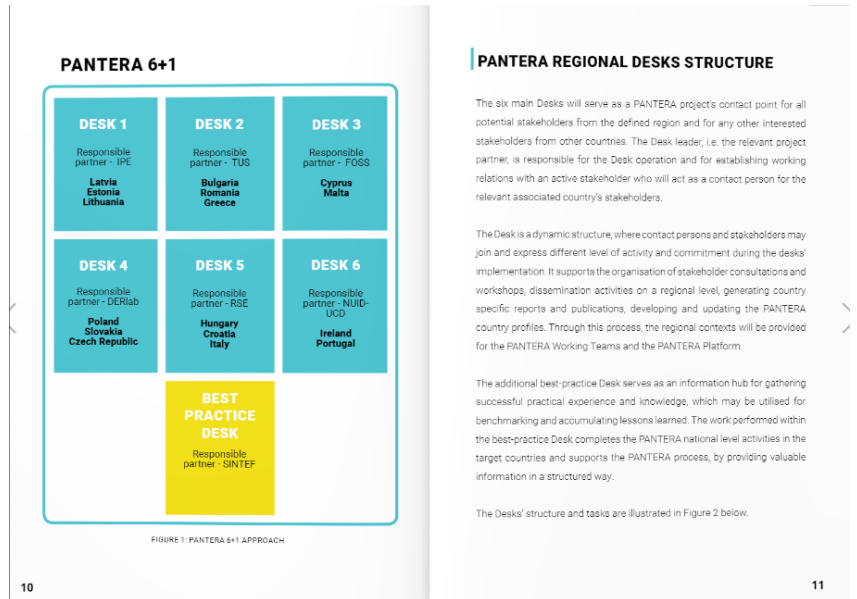 PANTERA 6+1
DESK 1
Responsible
partner - IPE
Latvia
Estonia
Lithuania
DESK 2
Responsible
partner - TUS
Bulgaria
Romania
Greece
DESK 3
Responsible
partner - FOSS
Cyprus
Malta
DESK 4
Responsible
partner - DERlab
Poland
Slovakia
Czech Republic
DESK 5
Responsible
partner - RSE
Hungary
Croatia
Italy
DESK 6
Responsible
partner - NUID-
UCD
Ireland
Portugal
BEST
PRACTICE
DESK
Responsible
partner - SINTEF
FIGURE 1: PANTERA 6+1 APPROACH
10
PANTERA REGIONAL DESKS STRUCTURE
The six main Desks will serve as a PANTERA project's contact point for all
potential stakeholders from the defined region and for any other interested
stakeholders from other countries. The Desk leader, i.e. the relevant project
partner, is responsible for the Desk operation and for establishing working
relations with an active stakeholder who will act as a contact person for the
relevant associated country's stakeholders.
The Desk is a dynamic structure, where contact persons and stakeholders may
join and express different level of activity and commitment during the desks'
implementation. It supports the organisation of stakeholder consultations and
workshops, dissemination activities on a regional level, generating country
specific reports and publications, developing and updating the PANTERA
country profiles. Through this process, the regional contexts will be provided
for the PANTERA Working Teams and the PANTERA Platform.
The additional best-practice Desk serves as an information hub for gathering
successful practical experience and knowledge, which may be utilised for
benchmarking and accumulating lessons learned. The work performed within
the best-practice Desk completes the PANTERA national level activities in the
target countries and supports the PANTERA process, by providing valuable
information in a structured way.
The Desks' structure and tasks are illustrated in Figure 2 below.
11